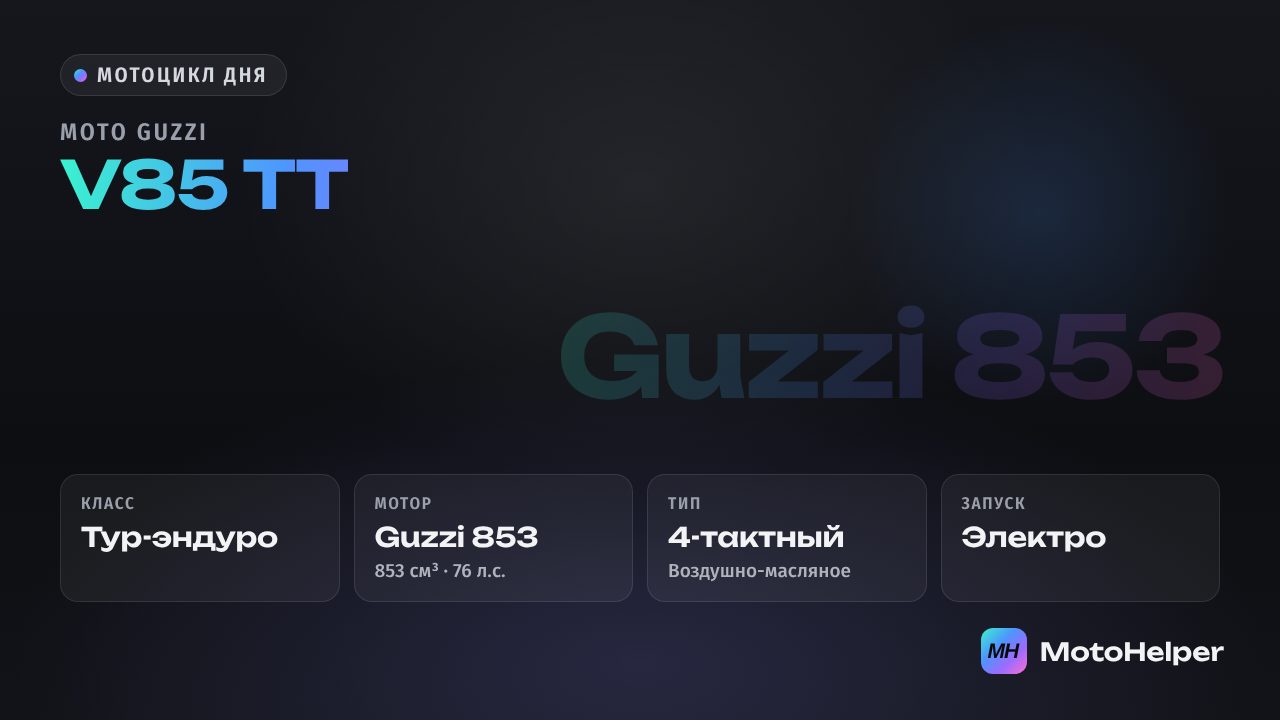 МОТОЦИКЛ ДНЯ
MOTO GUZZI
V85 TT
Guzzi 853
КЛАСС
Тур-эндуро
МОТОР
Guzzi 853
853 см³ · 76 л.с.
ТИП
4-тактный
Воздушно-масляное
ЗАПУСК
Электро
MH MotoHelper